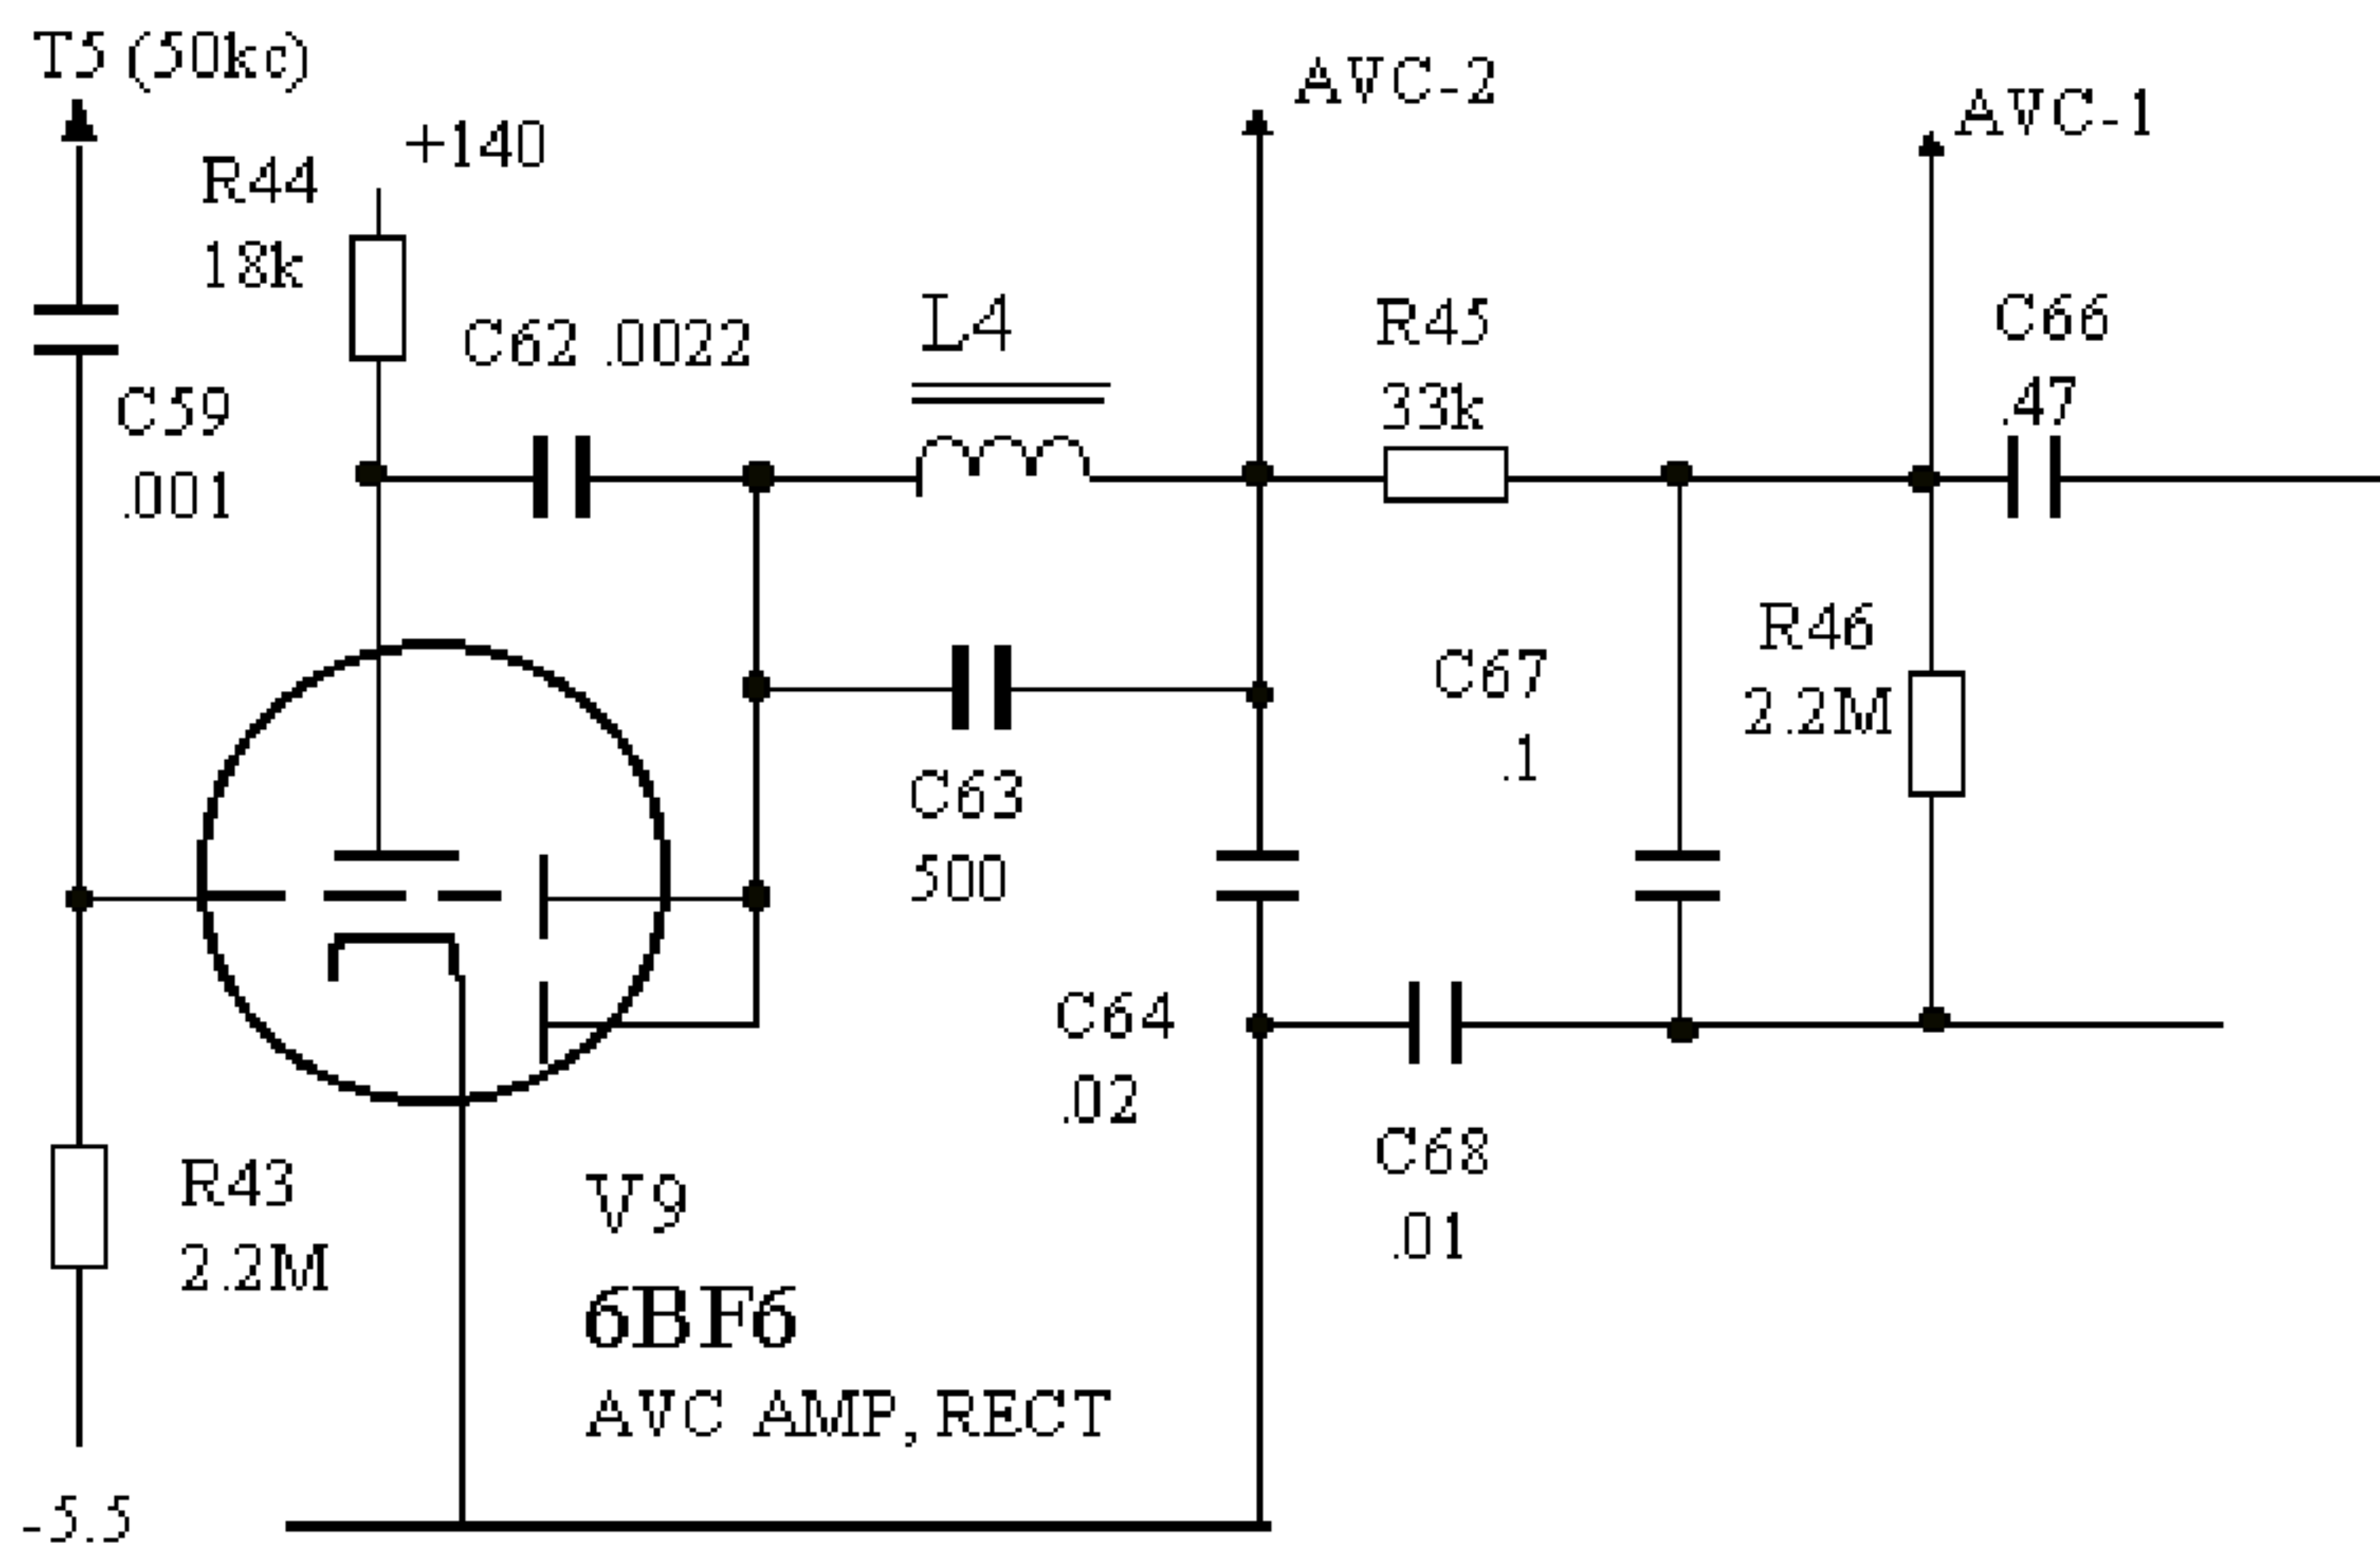 T5 (50kc)
+140
R44
18k
C59
.001
C62 .0022
L4
AVC-2
AVC-1
R45
33k
C66
.47
R46
2.2M
C67
.1
C63
500
C64
.02
C68
.01
R43
2.2M
V9
6BF6
AVC AMP, RECT
-5.5